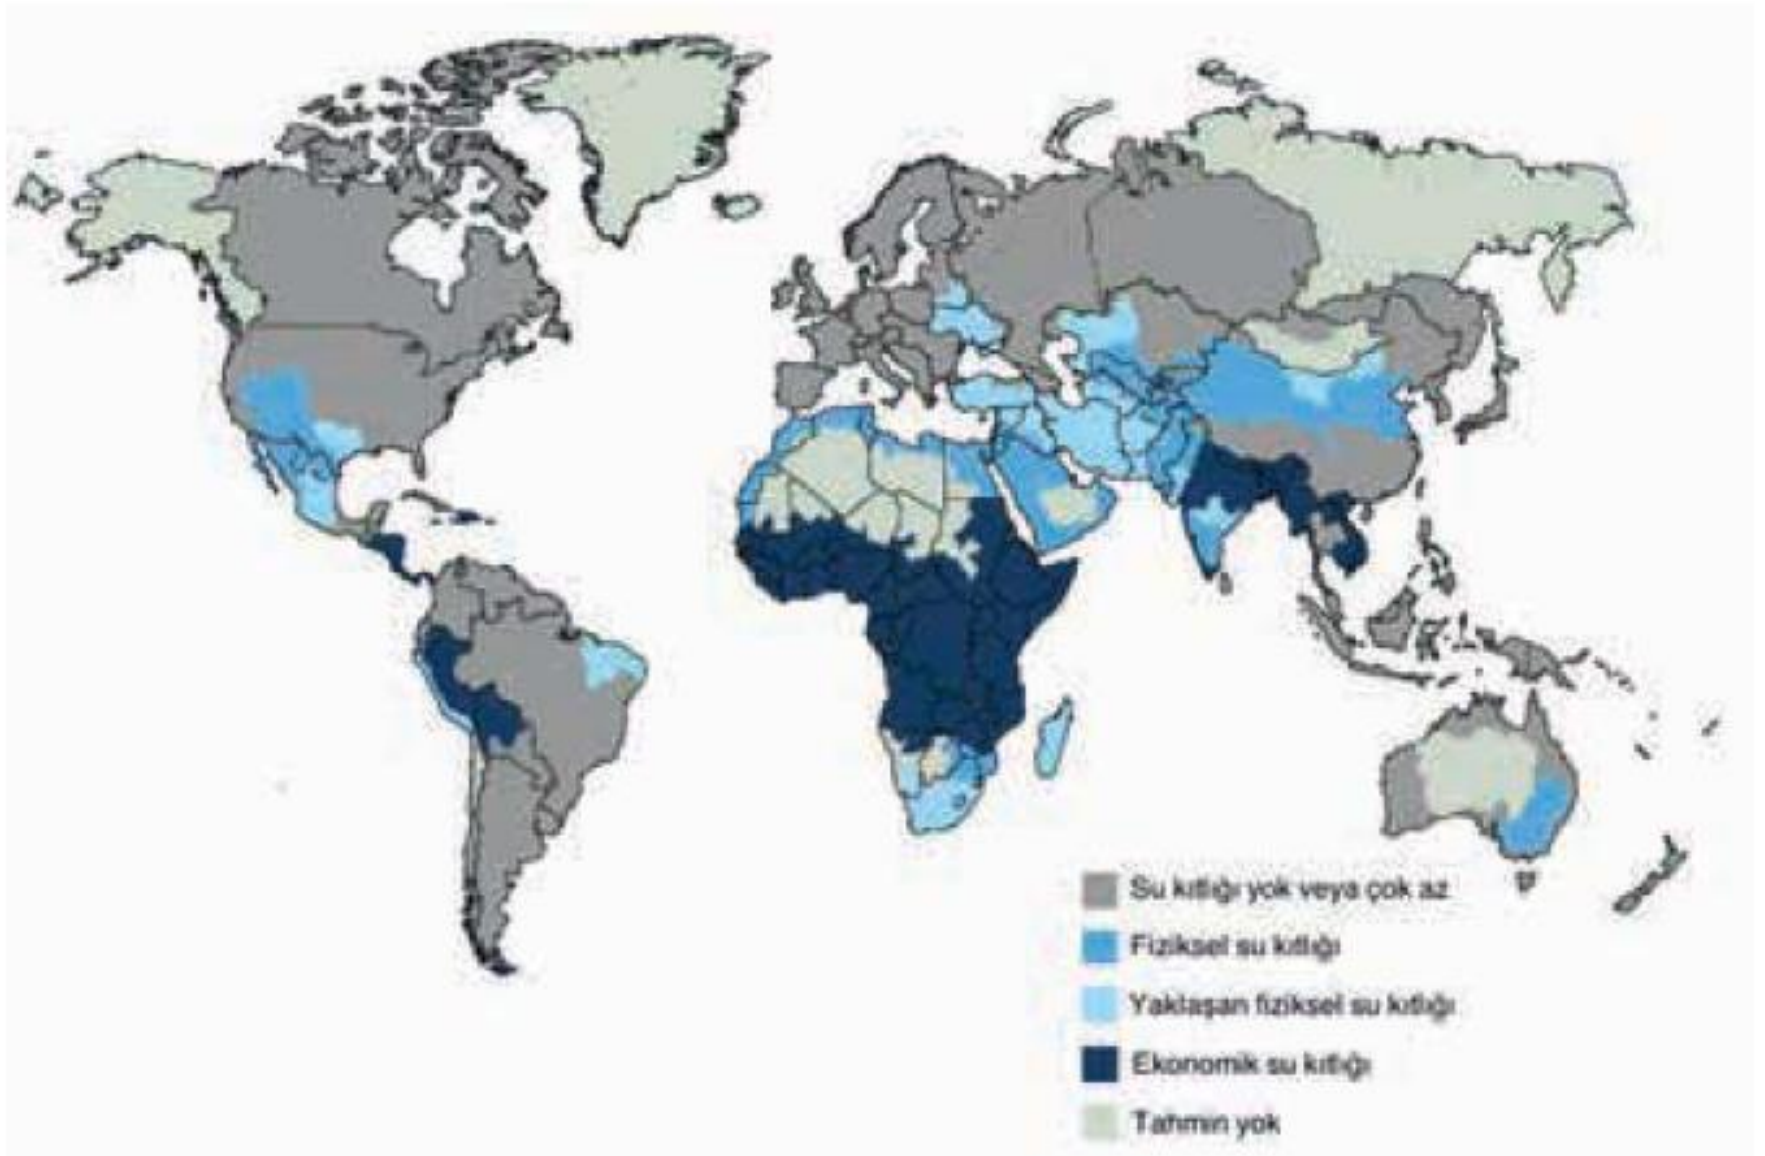 Su kıtlığı yok veya çok az
Fiziksel su kıtlığı
Yaklaşan fiziksel su kıtlığı
Ekonomik su kıtlığı
Tahmin yok